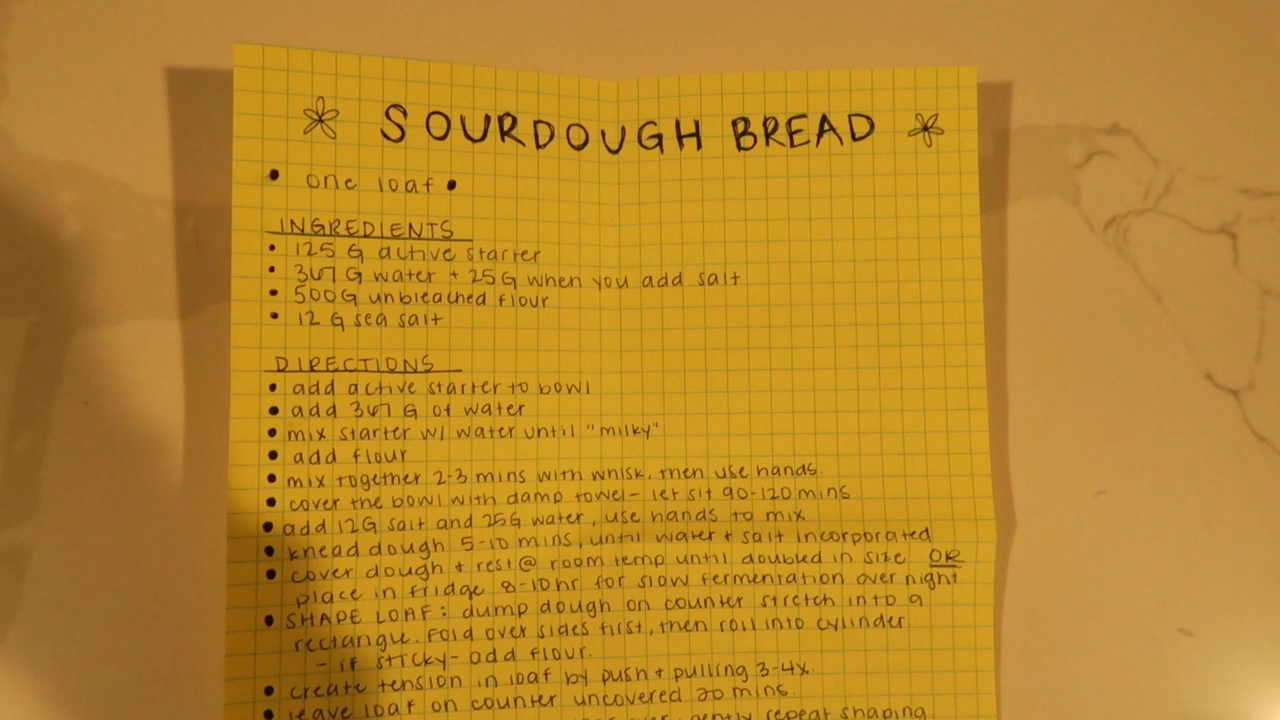 SOURDOUGH BREAD
• one loaf •
INGREDIENTS
• 125 G active starter
• 367 G water + 25G when you add salt
• 500G unbleached flour
• 12 G sea salt
DIRECTIONS
• add active starter to bowl
• add 367 G of water
• mix starter w/ water until "milky"
• add flour
• mix together 2-3 mins with whisk. then use hands.
• cover the bowl with damp towel- let sit 90-120 mins
• add 12G salt and 25G water, use hands to mix
• knead dough 5-10 mins, until water + salt incorporated
• cover dough + rest @ room temp until doubled in size OR
place in fridge 8-10hr for slow fermentation over night
• SHAPE LOAF: dump dough on counter stretch into a
rectangle. Fold over sides first, then roll into cylinder
- if sticky- add flour.
• create tension in loaf by push + pulling 3-4x.
• leave loaf on counter uncovered 20 mins.
gently repeat shaping